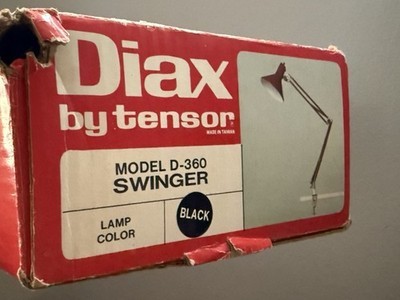 Diax
by tensor
MADE IN TAIWAN
MODEL D-360
SWINGER
LAMP
COLOR
BLACK